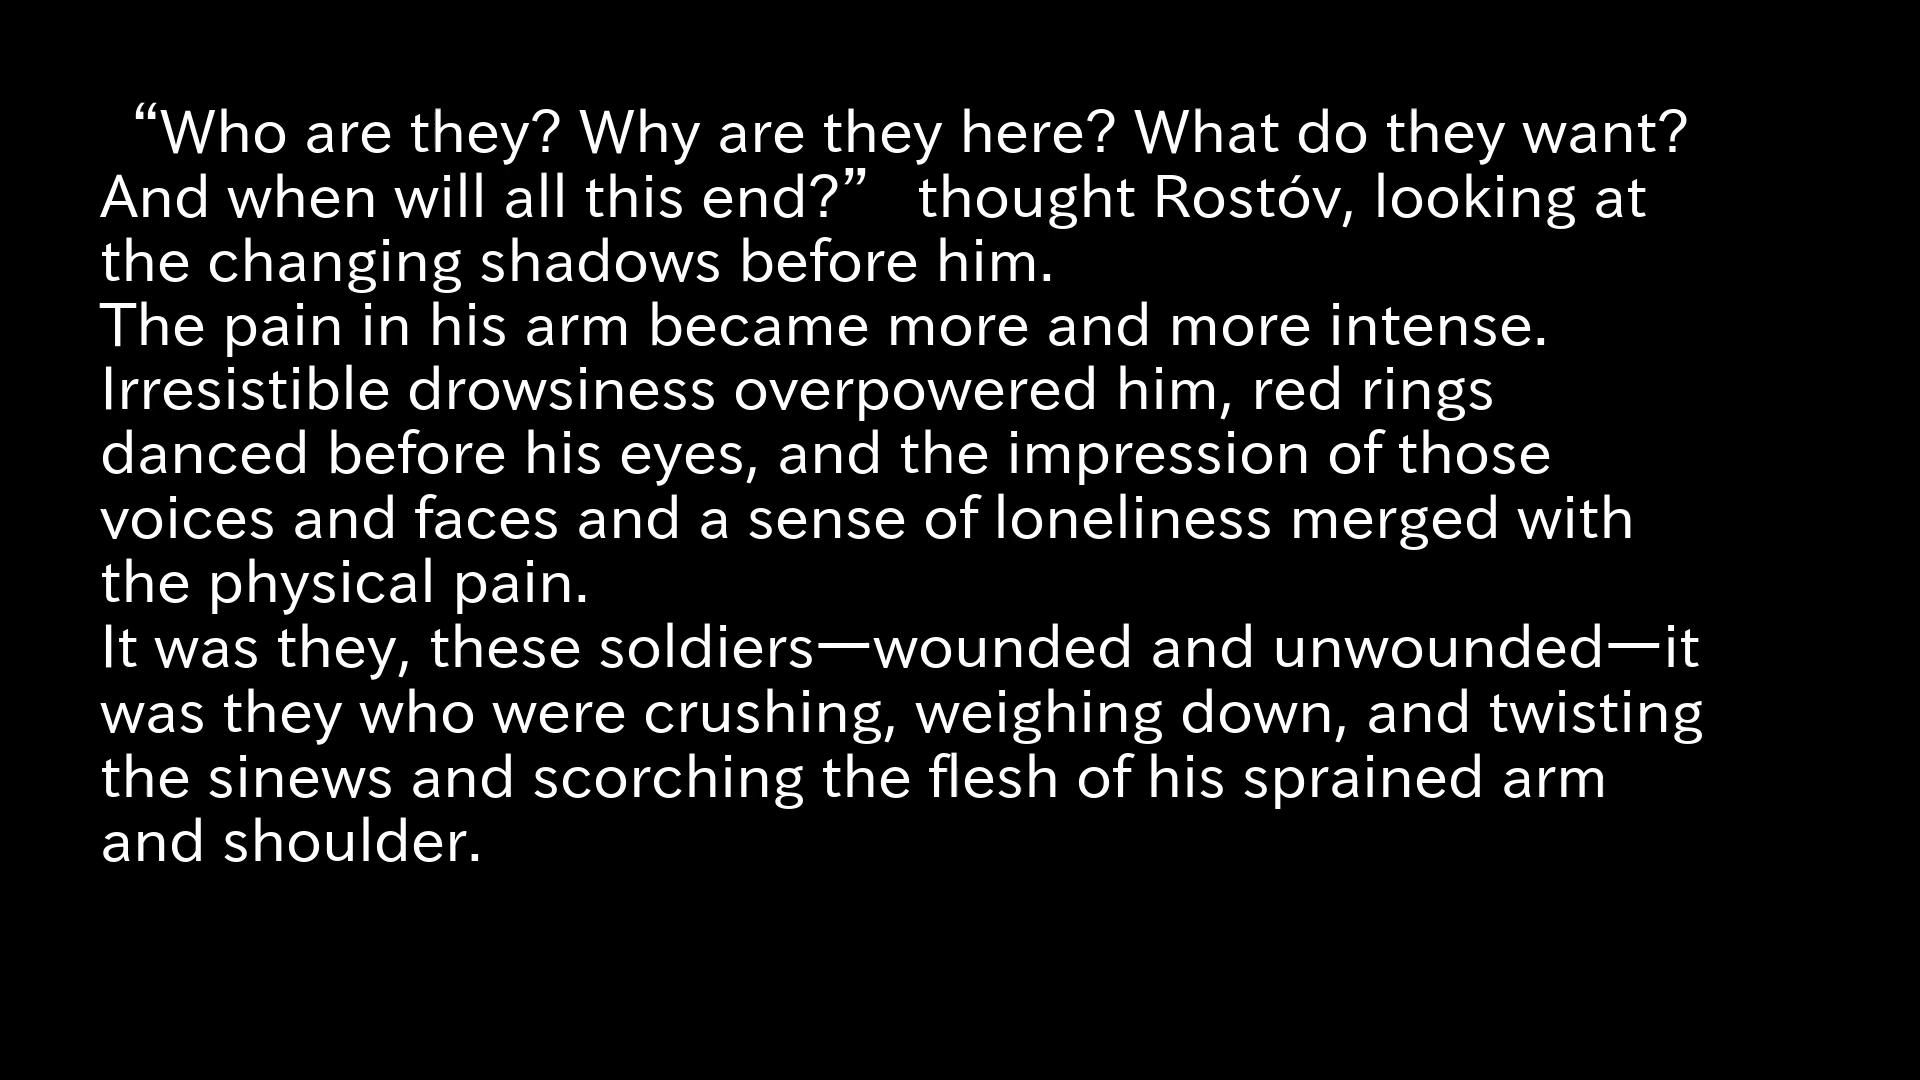 “Who are they? Why are they here? What do they want?
And when will all this end?” thought Rostóv, looking at
the changing shadows before him.
The pain in his arm became more and more intense.
Irresistible drowsiness overpowered him, red rings
danced before his eyes, and the impression of those
voices and faces and a sense of loneliness merged with
the physical pain.
It was they, these soldiers—wounded and unwounded—it
was they who were crushing, weighing down, and twisting
the sinews and scorching the flesh of his sprained arm
and shoulder.